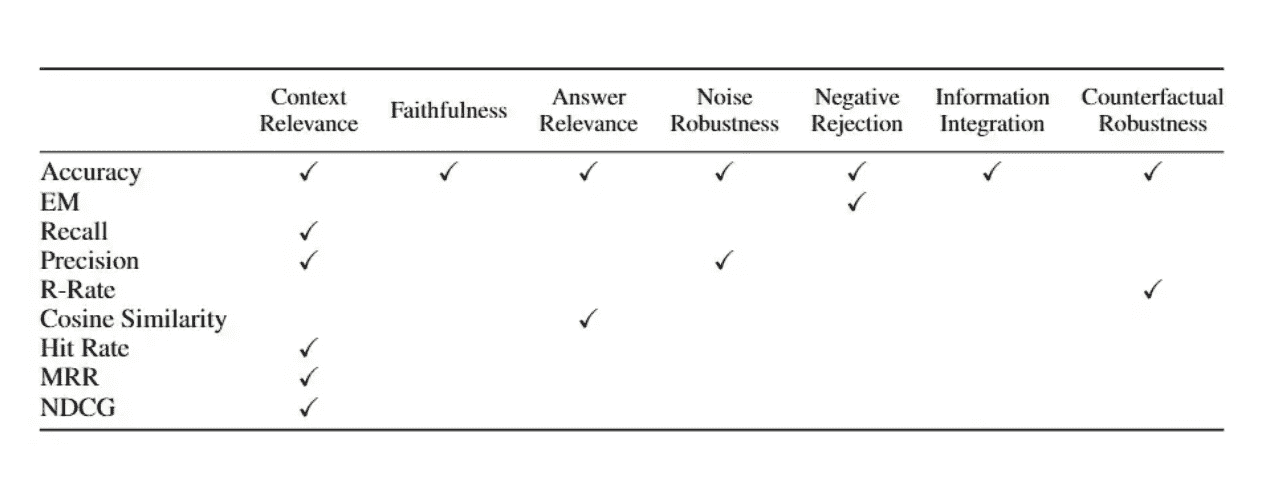 Context Relevance Faithfulness Answer Relevance Noise Robustness Negative Rejection Information Integration Counterfactual Robustness
Accuracy ✓ ✓ ✓ ✓ ✓ ✓ ✓
EM ✓
Recall ✓
Precision ✓ ✓
R-Rate ✓
Cosine Similarity ✓
Hit Rate ✓
MRR ✓
NDCG ✓